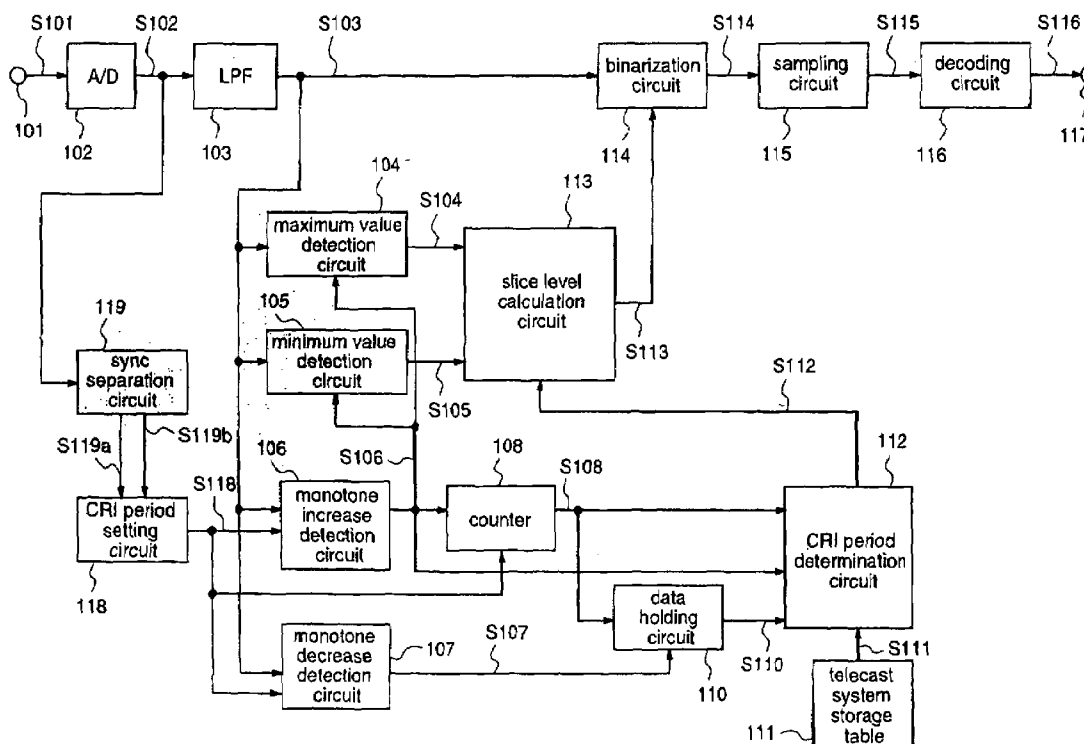 S101
S102
S103
S114
S115
S116
A/D
LPF
binarization
circuit
sampling
circuit
decoding
circuit
101
102
103
114
115
116
117
104
S104
113
maximum value
detection
circuit
slice level
calculation
circuit
105
minimum value
detection
circuit
S105
S113
S112
119
sync
separation
circuit
S119a
S119b
S106
106
108
S108
112
S118
CRI period
setting
circuit
118
monotone
increase
detection
circuit
counter
CRI period
determination
circuit
data
holding
circuit
S110
110
monotone
decrease
detection
circuit
107
S107
S111
111
telecast
system
storage
table